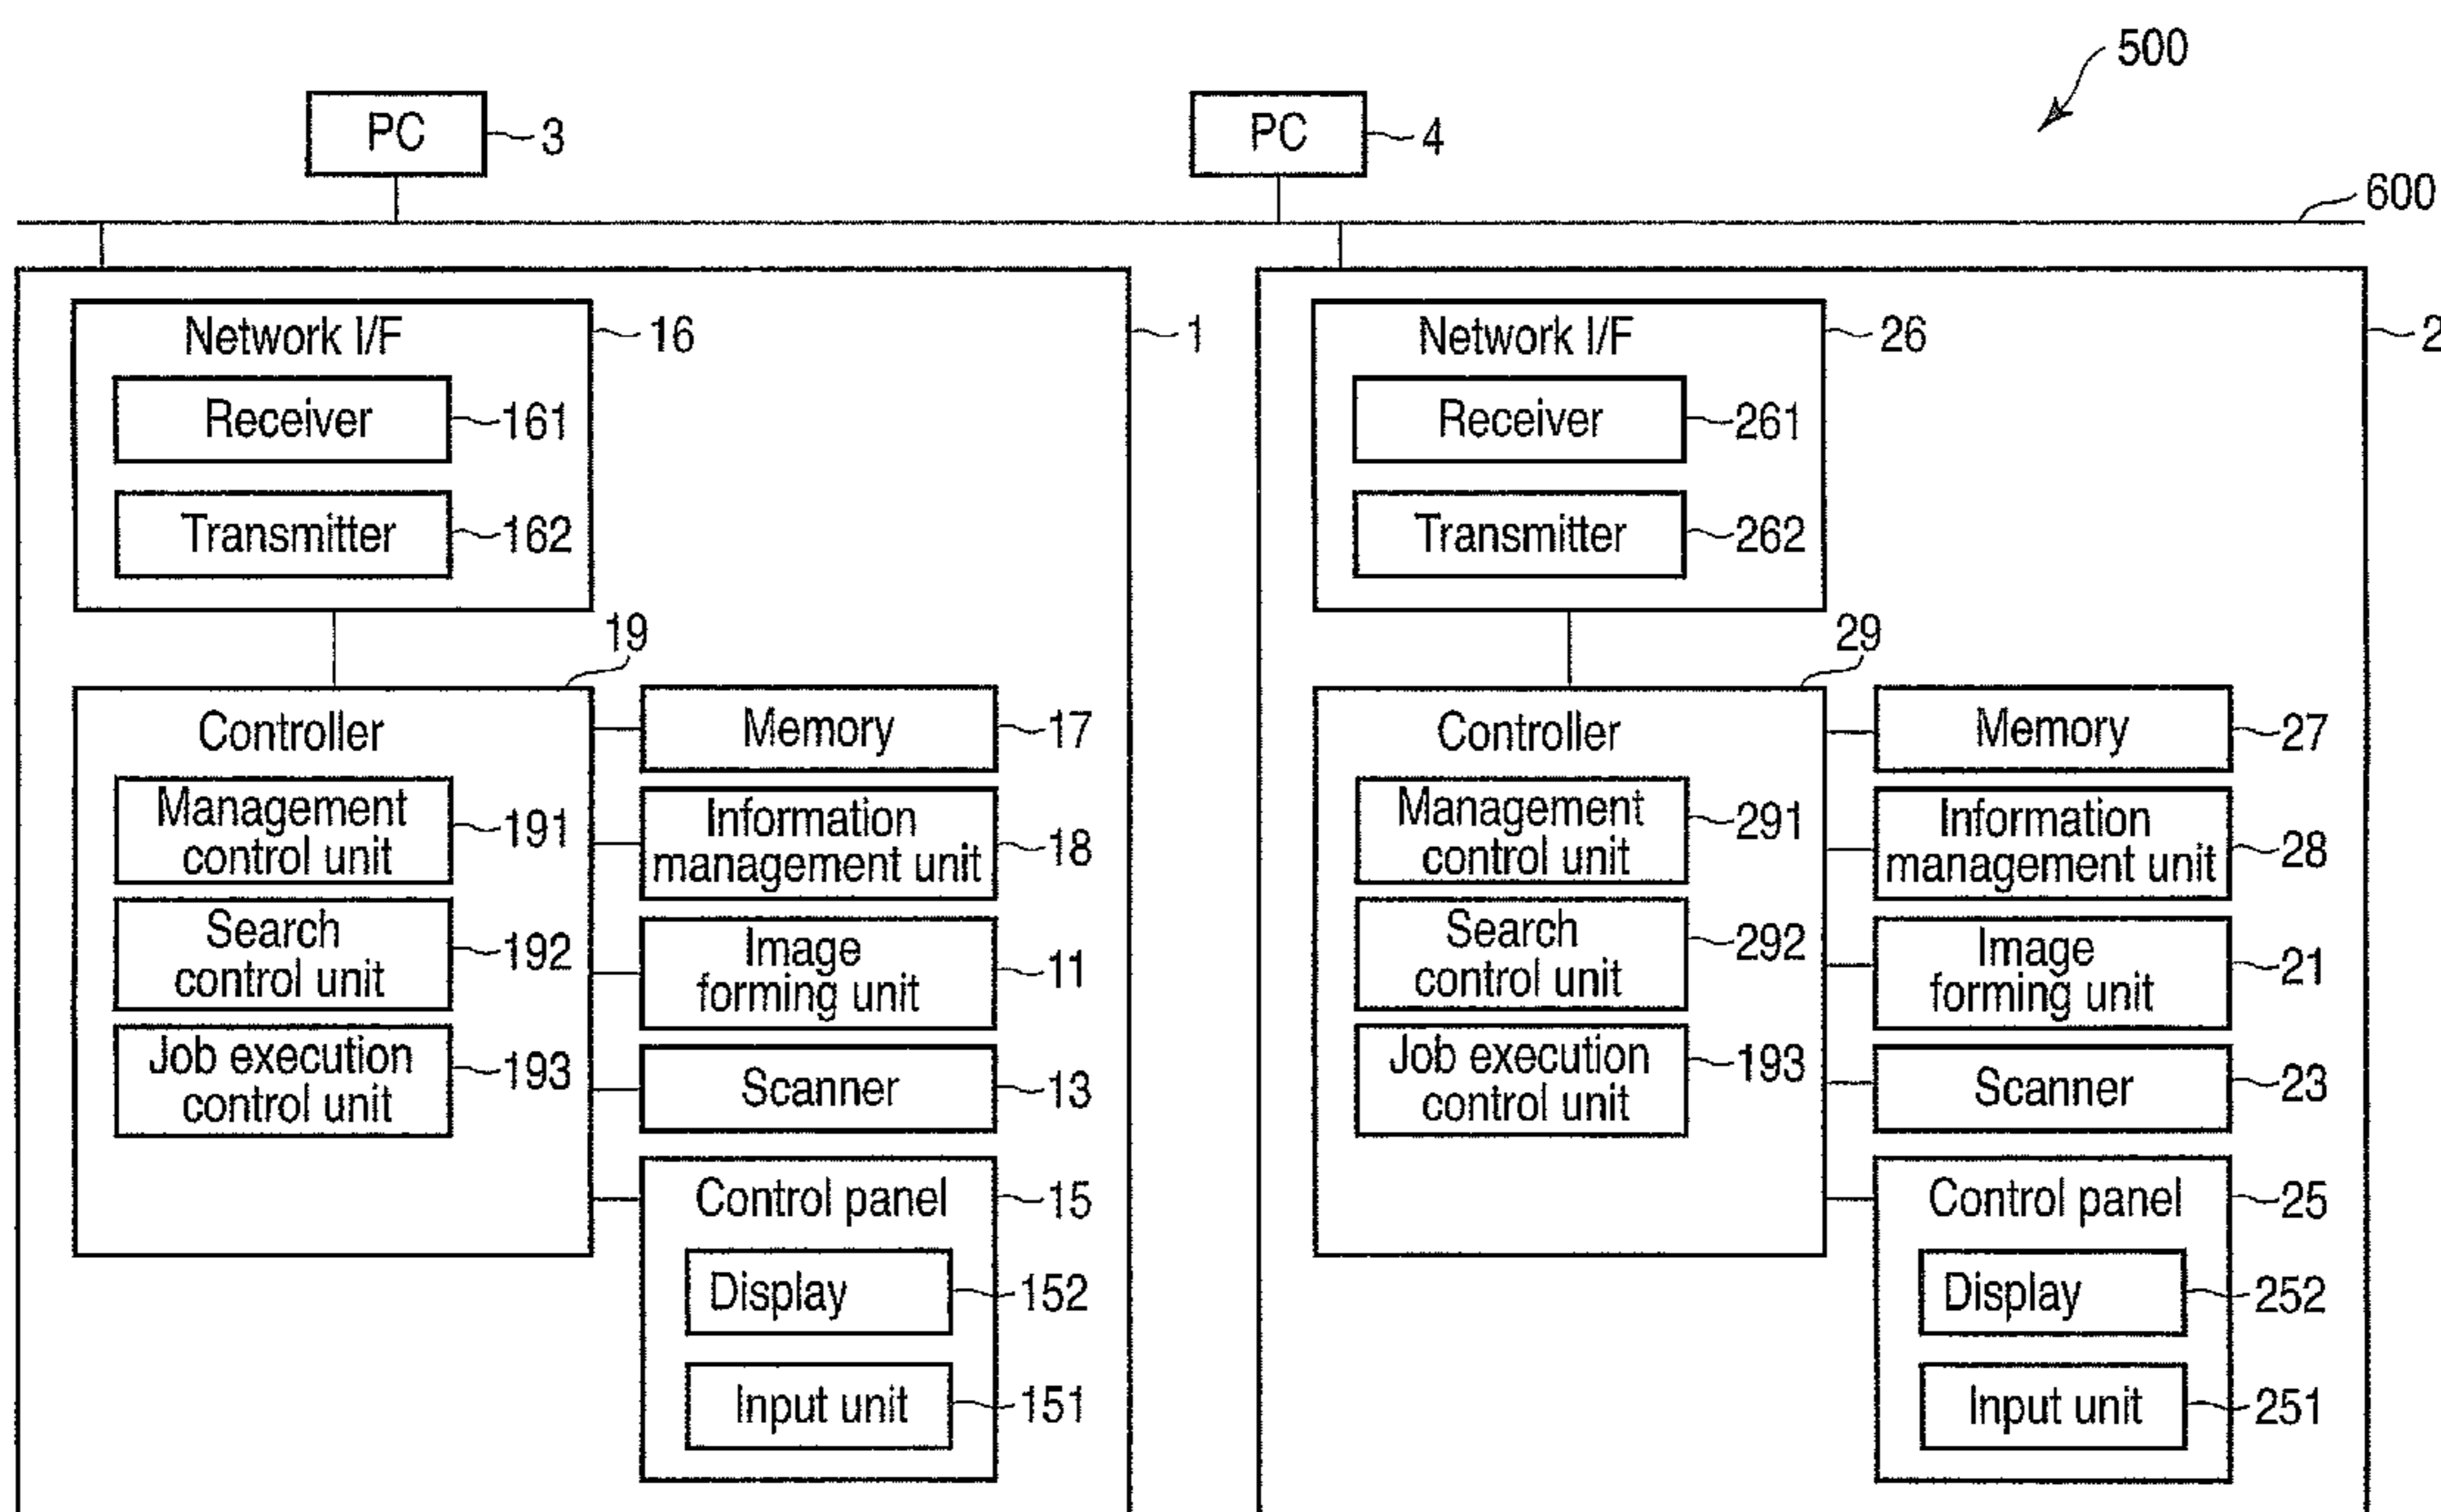 500
PC
3
PC
4
600
1
Network I/F
16
Receiver
161
Transmitter
162
19
Controller
Management
control unit
191
Search
control unit
192
Job execution
control unit
193
Memory
17
Information
management unit
18
Image
forming unit
11
Scanner
13
Control panel
15
Display
152
Input unit
151
2
Network I/F
26
Receiver
261
Transmitter
262
29
Controller
Management
control unit
291
Search
control unit
292
Job execution
control unit
193
Memory
27
Information
management unit
28
Image
forming unit
21
Scanner
23
Control panel
25
Display
252
Input unit
251